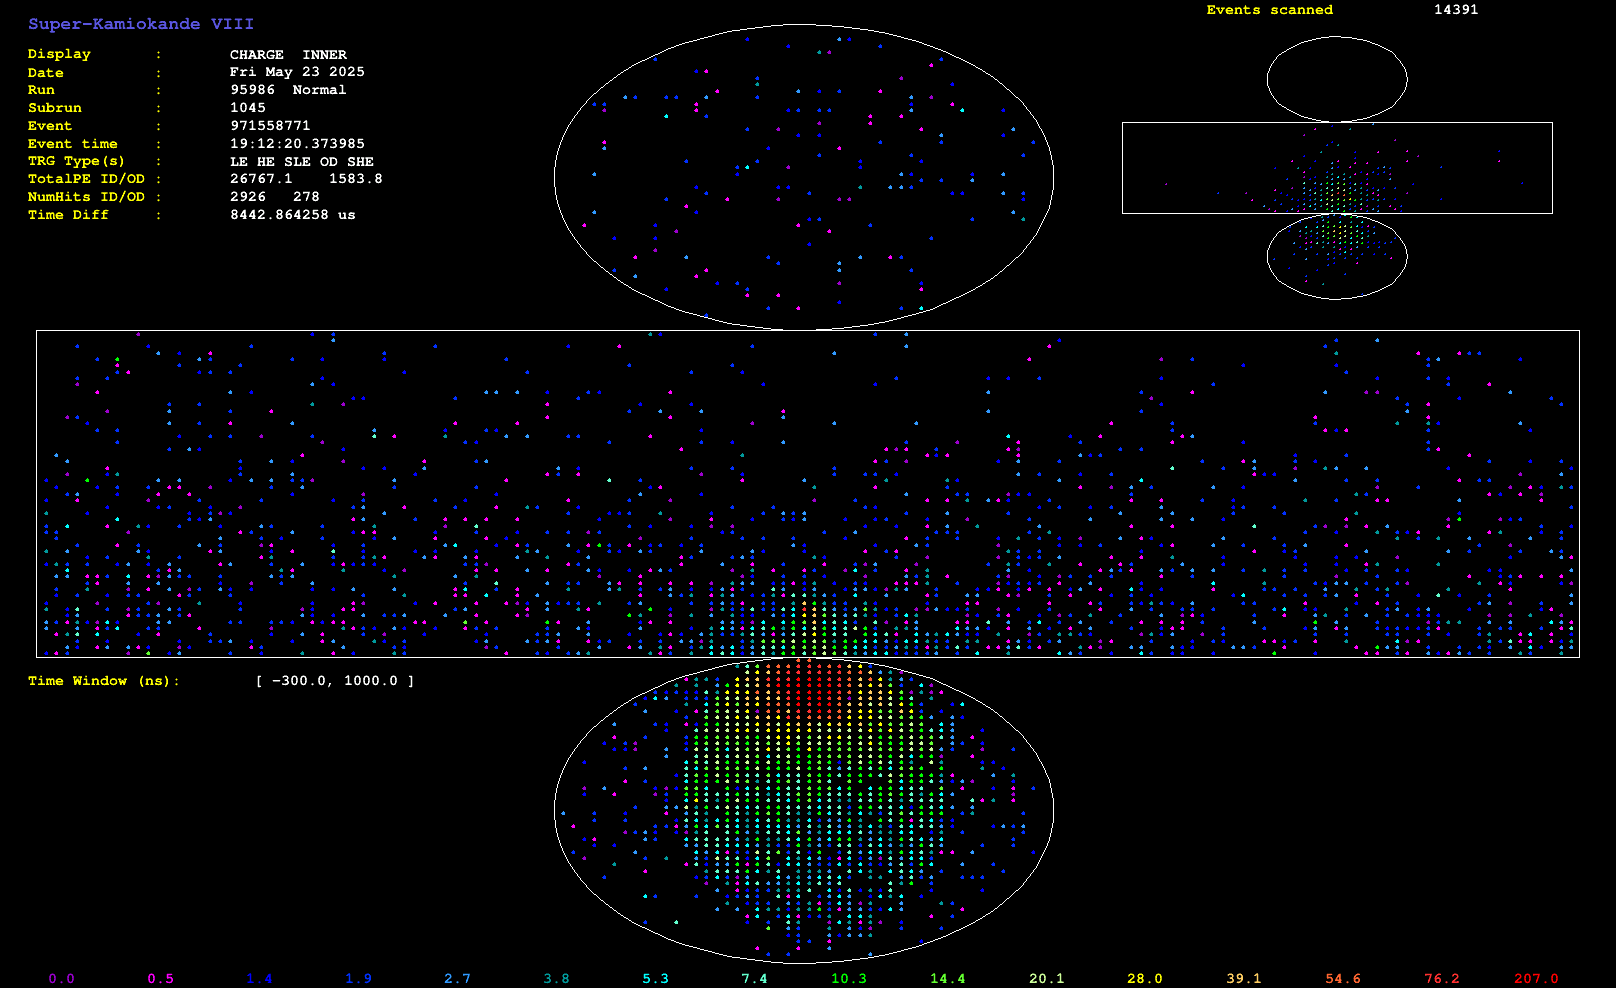 Super-Kamiokande VIII
Events scanned 14391
Display : CHARGE INNER
Date : Fri May 23 2025
Run : 95986 Normal
Subrun : 1045
Event : 971558771
Event time : 19:12:20.373985
TRG Type(s) : LE HE SLE OD SHE
TotalPE ID/OD : 26767.1 1583.8
NumHits ID/OD : 2926 278
Time Diff : 8442.864258 us
Time Window (ns): [ -300.0, 1000.0 ]
0.0 0.5 1.4 1.9 2.7 3.8 5.3 7.4 10.3 14.4 20.1 28.0 39.1 54.6 76.2 207.0